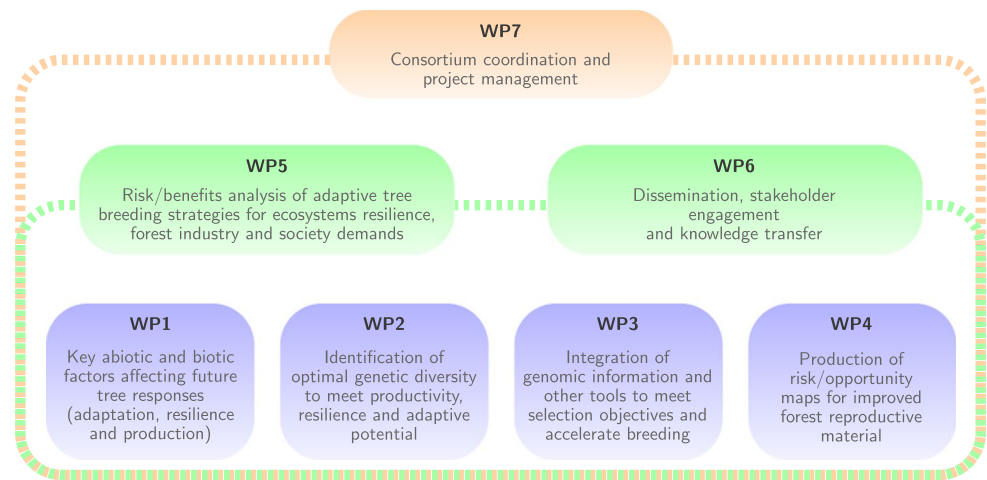 WP7
Consortium coordination and
project management
WP5
Risk/benefits analysis of adaptive tree
breeding strategies for ecosystems resilience,
forest industry and society demands
WP6
Dissemination, stakeholder
engagement
and knowledge transfer
WP1
Key abiotic and biotic
factors affecting future
tree responses
(adaptation, resilience
and production)
WP2
Identification of
optimal genetic diversity
to meet productivity,
resilience and adaptive
potential
WP3
Integration of
genomic information and
other tools to meet
selection objectives and
accelerate breeding
WP4
Production of
risk/opportunity
maps for improved
forest reproductive
material